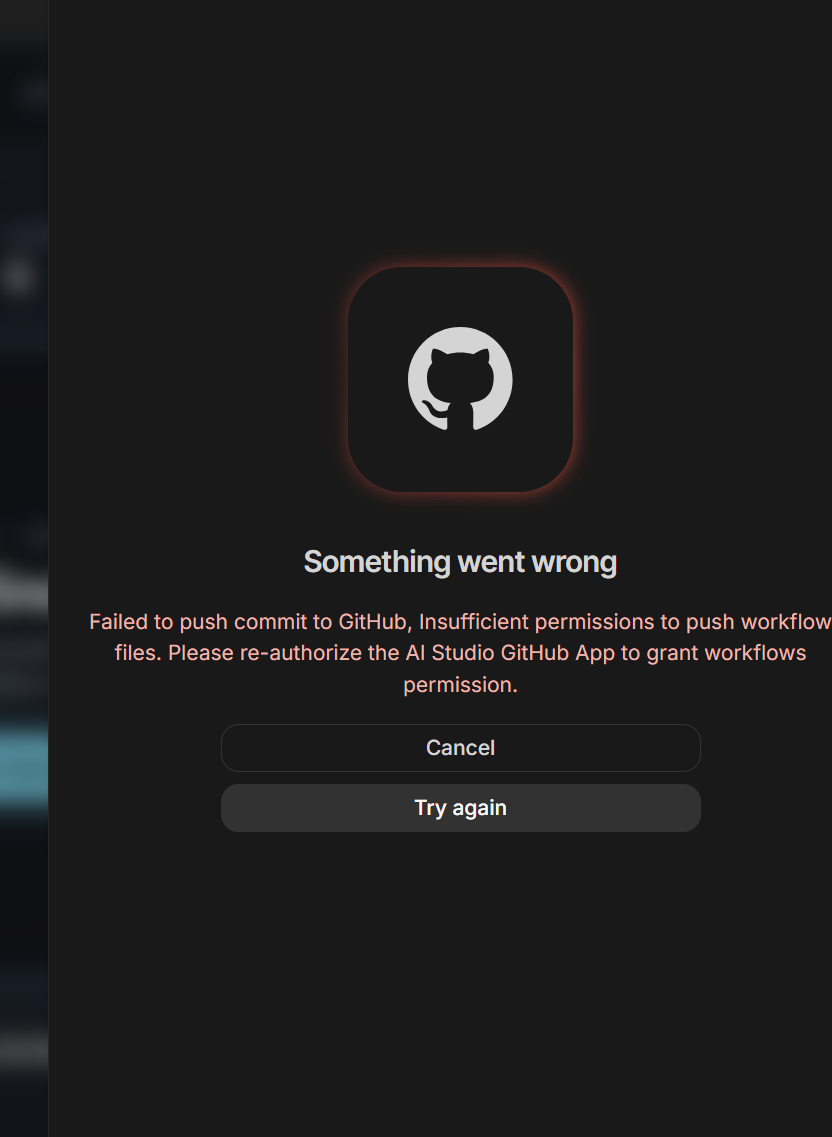 Something went wrong
Failed to push commit to GitHub, Insufficient permissions to push workflow
files. Please re-authorize the AI Studio GitHub App to grant workflows
permission.
Cancel
Try again